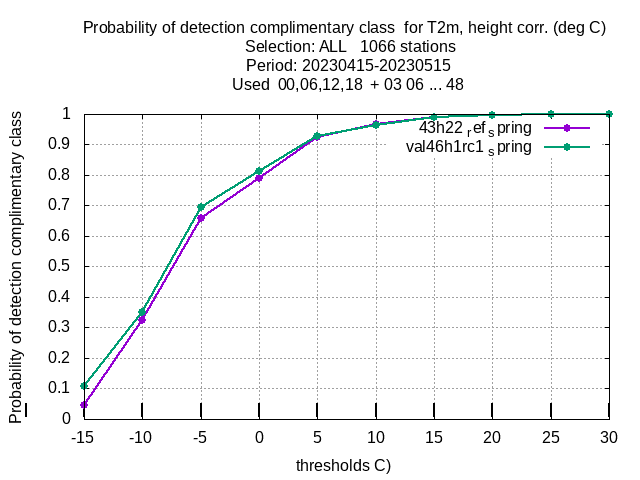 Probability of detection complimentary class  for T2m, height corr. (deg C)
Selection: ALL   1066 stations
Period: 20230415-20230515
Used  00,06,12,18  + 03 06 ... 48
Probability of detection complimentary class
1
0.9
0.8
0.7
0.6
0.5
0.4
0.3
0.2
0.1
0
43h22 ref spring
val46h1rc1 spring
-15 -10 -5 0 5 10 15 20 25 30
thresholds C)